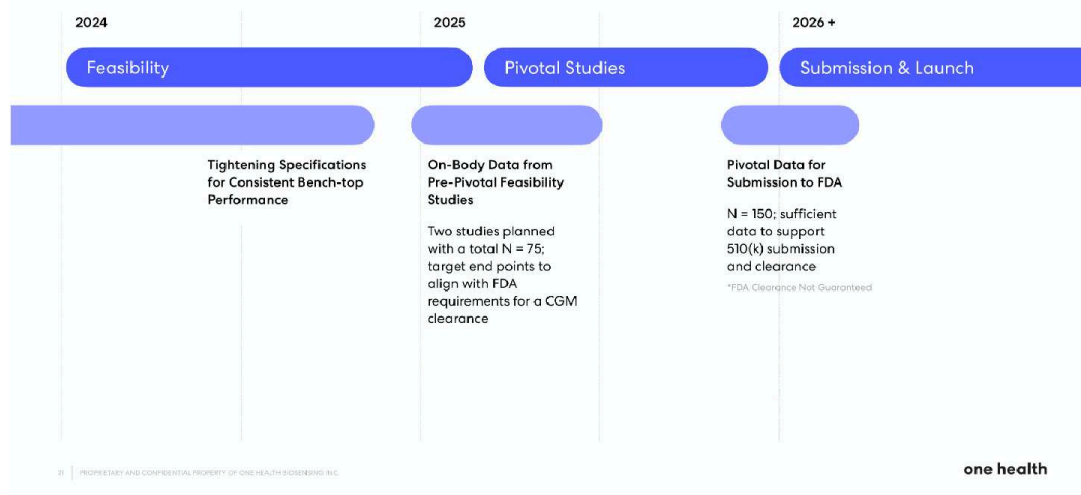 2024
2025
2026 +
Feasibility
Pivotal Studies
Submission & Launch
Tightening Specifications
for Consistent Bench-top
Performance
On-Body Data from
Pre-Pivotal Feasibility
Studies
Two studies planned
with a total N = 75;
target end points to
align with FDA
requirements for a CGM
clearance
Pivotal Data for
Submission to FDA
N = 150; sufficient
data to support
510(k) submission
and clearance
*FDA Clearance Not Guaranteed
31 | PROPRIETARY AND CONFIDENTIAL PROPERTY OF ONE HEALTH BIOSENSING INC.
one health